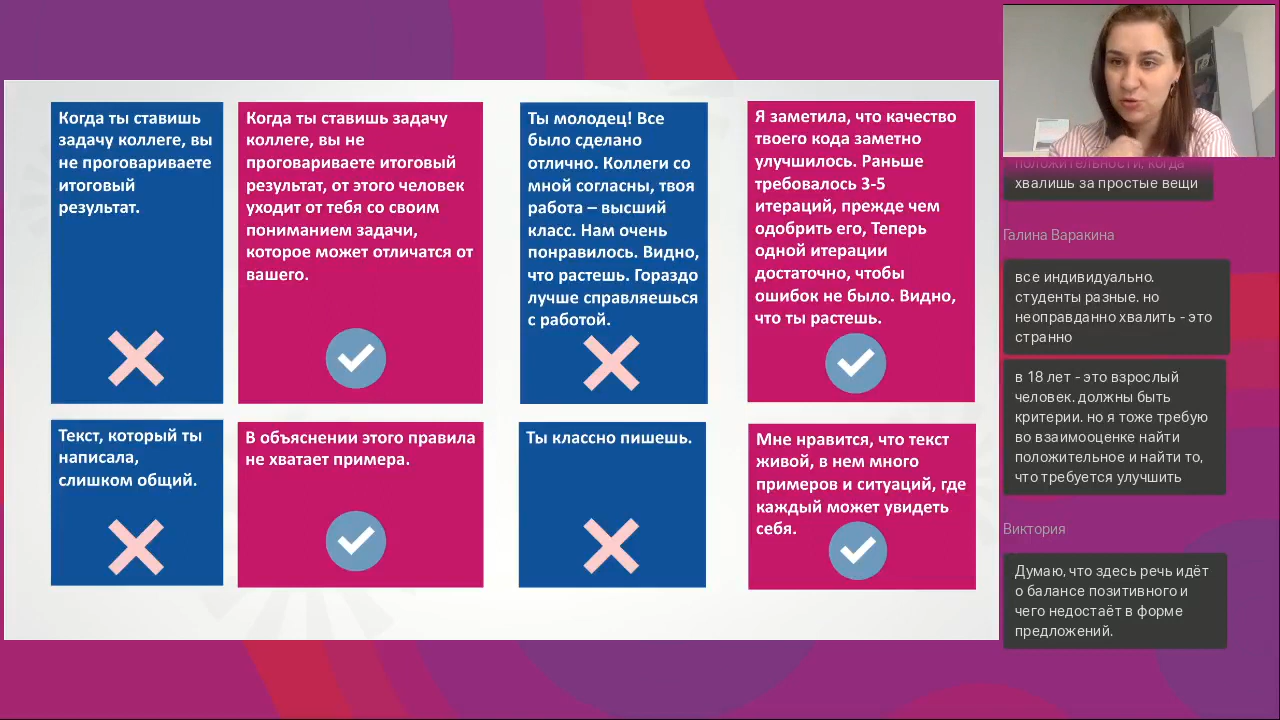 Когда ты ставишь
задачу коллеге, вы
не проговариваете
итоговый
результат.
Когда ты ставишь задачу
коллеге, вы не
проговариваете итоговый
результат, от этого человек
уходит от тебя со своим
пониманием задачи,
которое может отличатся от
вашего.
Ты молодец! Все
было сделано
отлично. Коллеги со
мной согласны, твоя
работа – высший
класс. Нам очень
понравилось. Видно,
что растешь. Гораздо
лучше справляешься
с работой.
Я заметила, что качество
твоего кода заметно
улучшилось. Раньше
требовалось 3-5
итераций, прежде чем
одобрить его, Теперь
одной итерации
достаточно, чтобы
ошибок не было. Видно,
что ты растешь.
Текст, который ты
написала,
слишком общий.
В объяснении этого правила
не хватает примера.
Ты классно пишешь.
Мне нравится, что текст
живой, в нем много
примеров и ситуаций, где
каждый может увидеть
себя.
положительности, когда
хвалишь за простые вещи
Галина Варакина
все индивидуально.
студенты разные. но
неоправданно хвалить - это
странно
в 18 лет - это взрослый
человек. должны быть
критерии. но я тоже требую
во взаимооценке найти
положительное и найти то,
что требуется улучшить
Виктория
Думаю, что здесь речь идёт
о балансе позитивного и
чего недостаёт в форме
предложений.